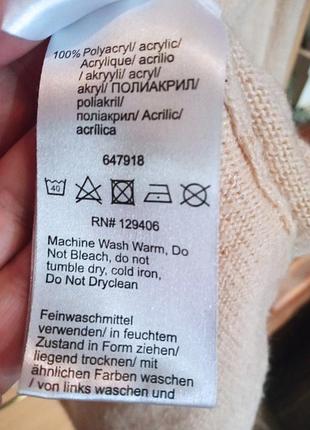 100% Polyacryl/ acrylic/
Acrylique/ acrilio
/ akryyli/ acryl/
akryl/ ПОЛИАКРИЛ/
poliakril/
поліакрил/ Acrilic/
acrílica
647918
40
RN# 129406
Machine Wash Warm, Do
Not Bleach, do not
tumble dry, cold iron,
Do Not Dryclean
Feinwaschmittel
verwenden/ in feuchtem
Zustand in Form ziehen/
liegend trocknen/ mit
ähnlichen Farben waschen
/ von links waschen und